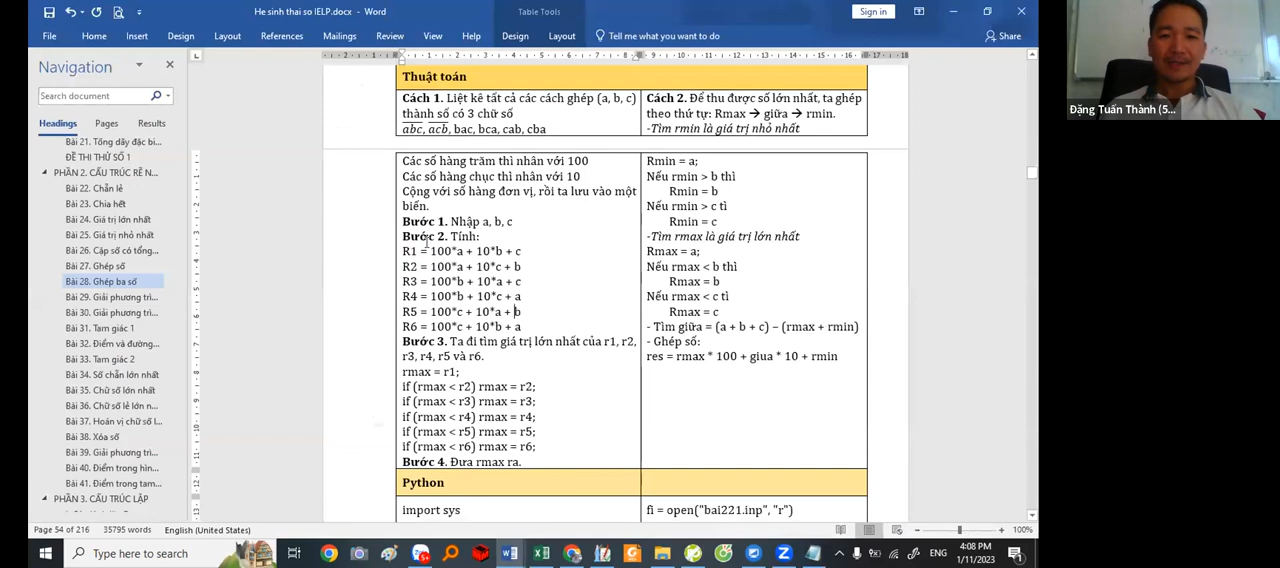 He sinh thai so IELP.docx - Word
Table Tools
Sign in
File
Home
Insert
Design
Layout
References
Mailings
Review
View
Help
Design
Layout
Tell me what you want to do
Share
Đặng Tuấn Thành (5...
Navigation
Search document
Headings
Pages
Results
Bài 21. Tổng dãy đặc bi...
ĐỀ THI THỬ SỐ 1
PHẦN 2. CẤU TRÚC RẼ N...
Bài 22. Chẵn lẻ
Bài 23. Chia hết
Bài 24. Giá trị lớn nhất
Bài 25. Giá trị nhỏ nhất
Bài 26. Cặp số có tổng...
Bài 27. Ghép số
Bài 28. Ghép ba số
Bài 29. Giải phương trì...
Bài 30. Giải phương trì...
Bài 31. Tam giác 1
Bài 32. Điểm và đường...
Bài 33. Tam giác 2
Bài 34. Số chẵn lớn nhất
Bài 35. Chữ số lớn nhất
Bài 36. Chữ số lẻ lớn n...
Bài 37. Hoán vị chữ số l...
Bài 38. Xóa số
Bài 39. Giải phương trì...
Bài 40. Điểm trong hìn...
Bài 41. Điểm trong tam...
PHẦN 3. CẤU TRÚC LẶP
Thuật toán
Cách 1. Liệt kê tất cả các cách ghép (a, b, c)
thành số có 3 chữ số
abc, acb, bac, bca, cab, cba
Cách 2. Để thu được số lớn nhất, ta ghép
theo thứ tự: Rmax → giữa → rmin.
-Tìm rmin là giá trị nhỏ nhất
Các số hàng trăm thì nhân với 100
Các số hàng chục thì nhân với 10
Cộng với số hàng đơn vị, rồi ta lưu vào một
biến.
Bước 1. Nhập a, b, c
Bước 2. Tính:
R1 = 100*a + 10*b + c
R2 = 100*a + 10*c + b
R3 = 100*b + 10*a + c
R4 = 100*b + 10*c + a
R5 = 100*c + 10*a + b
R6 = 100*c + 10*b + a
Bước 3. Ta đi tìm giá trị lớn nhất của r1, r2,
r3, r4, r5 và r6.
rmax = r1;
if (rmax < r2) rmax = r2;
if (rmax < r3) rmax = r3;
if (rmax < r4) rmax = r4;
if (rmax < r5) rmax = r5;
if (rmax < r6) rmax = r6;
Bước 4. Đưa rmax ra.
Rmin = a;
Nếu rmin > b thì
Rmin = b
Nếu rmin > c tì
Rmin = c
-Tìm rmax là giá trị lớn nhất
Rmax = a;
Nếu rmax < b thì
Rmax = b
Nếu rmax < c tì
Rmax = c
- Tìm giữa = (a + b + c) – (rmax + rmin)
- Ghép số:
res = rmax * 100 + giua * 10 + rmin
Python
import sys
fi = open("bai221.inp", "r")
Page 54 of 216
35795 words
English (United States)
100%
Type here to search
ENG
4:08 PM
1/11/2023